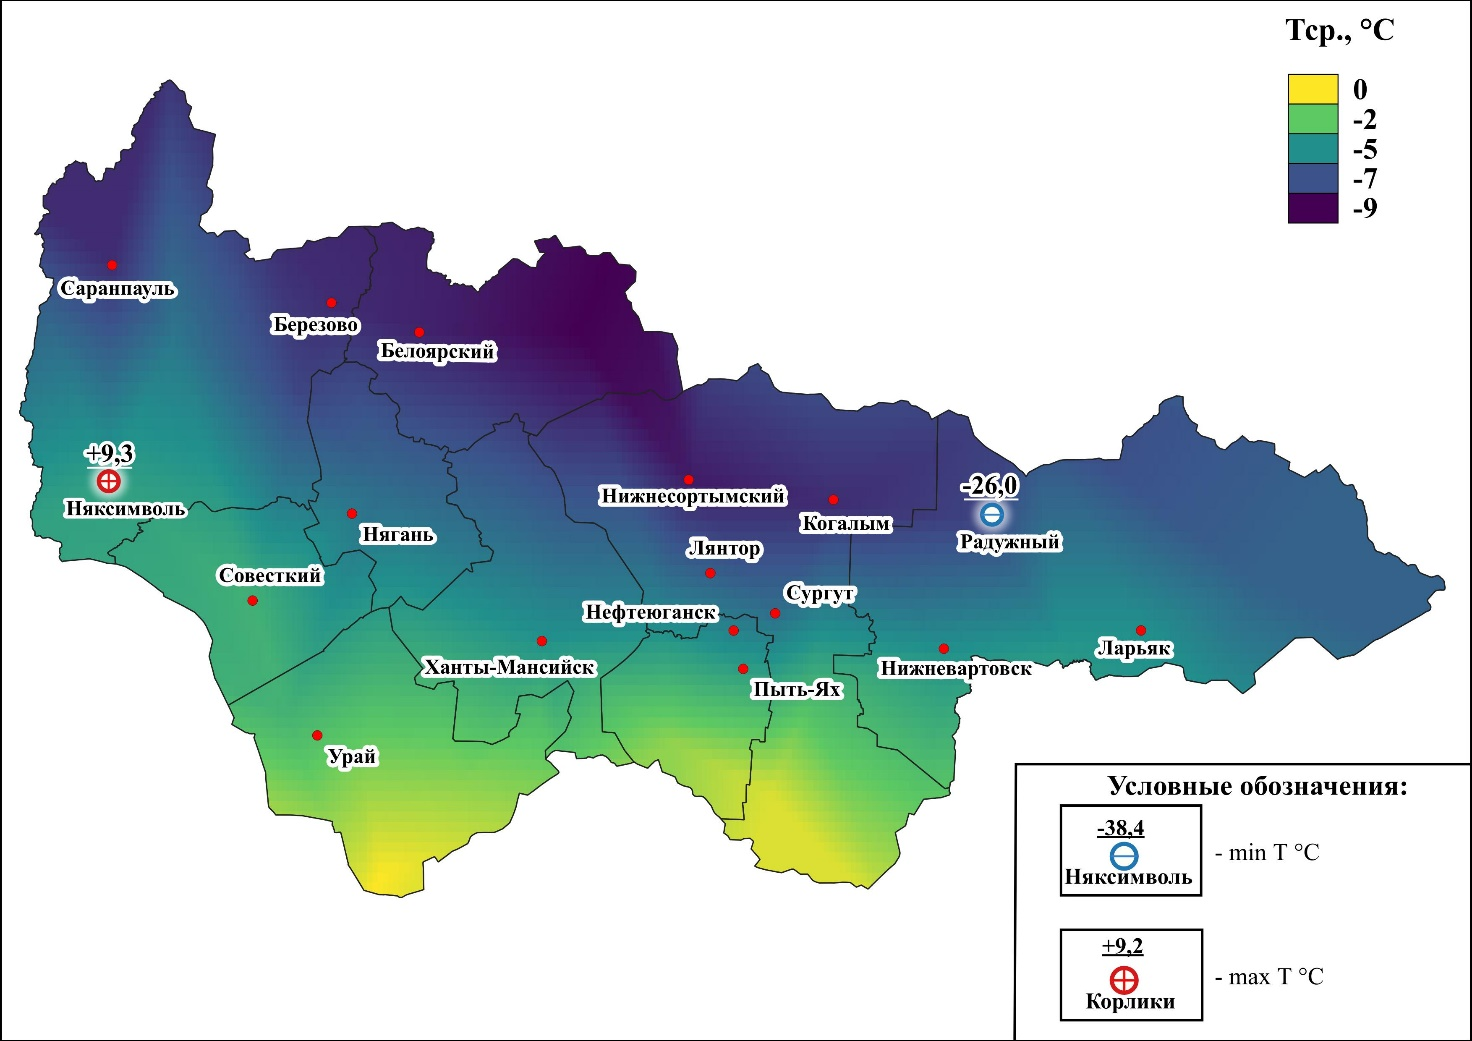 Тср., °C
0
-2
-5
-7
-9
Саранпауль
Березово
Белоярский
+9,3
Няксимволь
Нягань
Нижнесортымский
Когалым
-26,0
Радужный
Совесткий
Лянтор
Сургут
Нефтеюганск
Ханты-Мансийск
Пыть-Ях
Нижневартовск
Ларьяк
Урай
Условные обозначения:
-38,4
Няксимволь
- min T °C
+9,2
Корлики
- max T °C